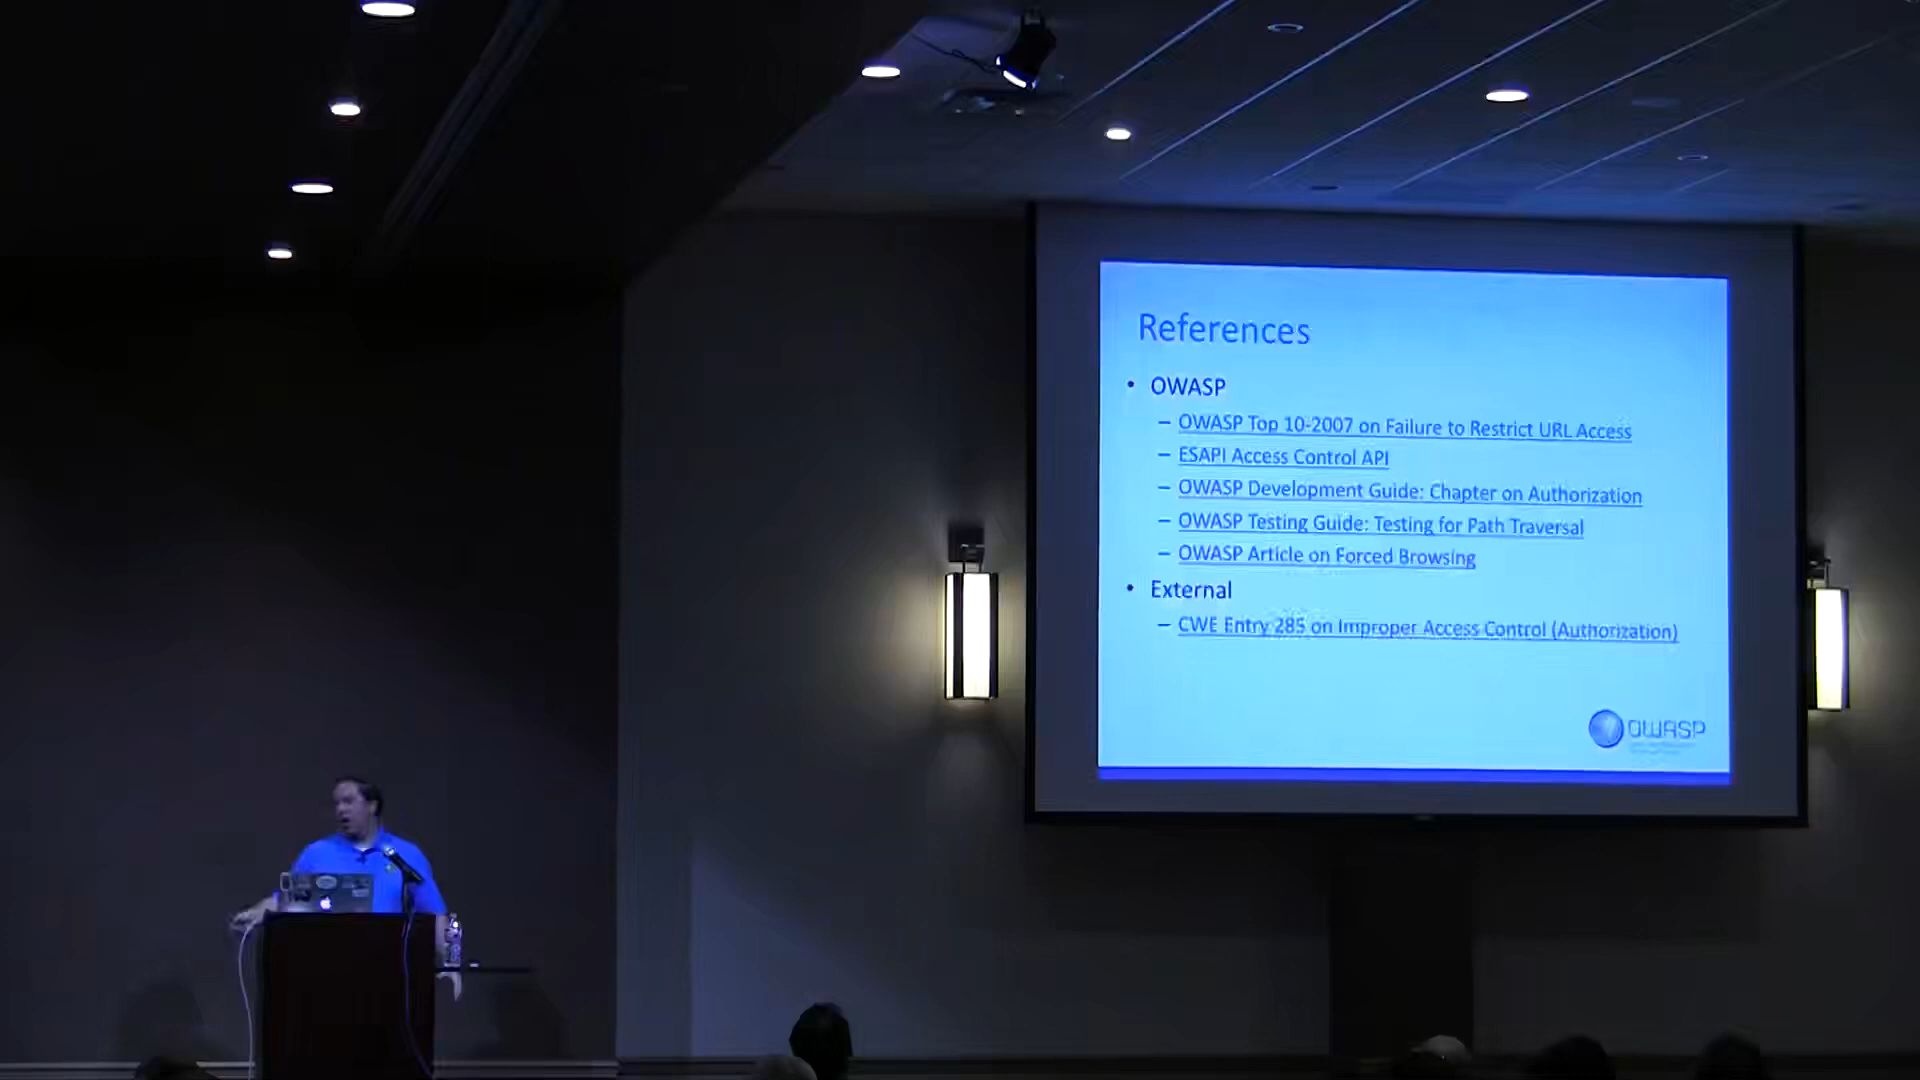 References
• OWASP
– OWASP Top 10-2007 on Failure to Restrict URL Access
– ESAPI Access Control API
– OWASP Development Guide: Chapter on Authorization
– OWASP Testing Guide: Testing for Path Traversal
– OWASP Article on Forced Browsing
• External
– CWE Entry 285 on Improper Access Control (Authorization)
OWASP